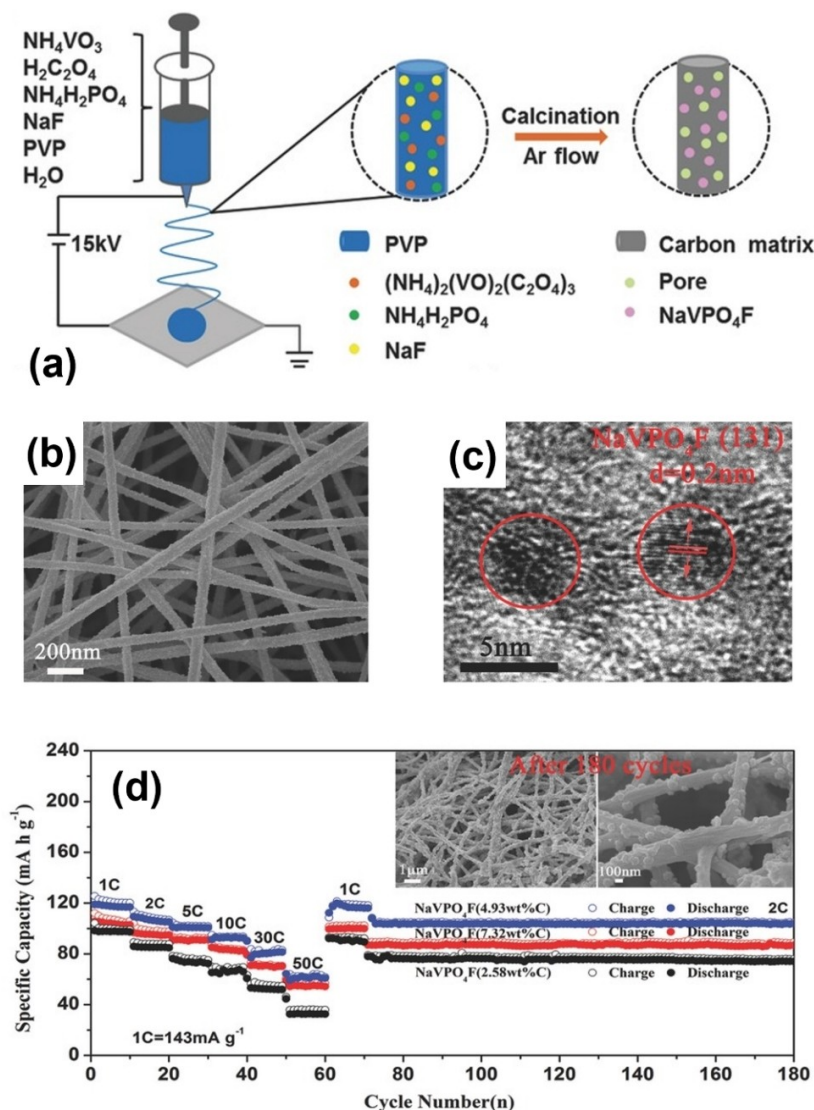 NH₄VO₃
H₂C₂O₄
NH₄H₂PO₄
NaF
PVP
H₂O
15kV
Calcination
Ar flow
PVP
(NH₄)₂(VO)₂(C₂O₄)₃
NH₄H₂PO₄
NaF
Carbon matrix
Pore
NaVPO₄F
(a)
(b)
200nm
(c)
NaVPO₄F (131)
d=0.2nm
5nm
(d)
After 180 cycles
1μm
100nm
Specific Capacity (mA h g⁻¹)
240
200
160
120
80
40
0
1C
2C
5C
10C
30C
50C
1C
2C
NaVPO₄F(4.93wt%C) Charge Discharge
NaVPO₄F(7.32wt%C) Charge Discharge
NaVPO₄F(2.58wt%C) Charge Discharge
1C=143mA g⁻¹
0 20 40 60 80 100 120 140 160 180
Cycle Number(n)